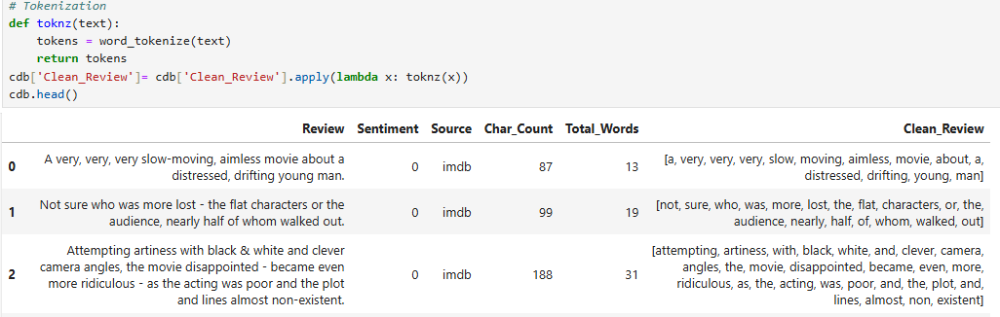 # Tokenization
def toknz(text):
    tokens = word_tokenize(text)
    return tokens
cdb['Clean_Review']= cdb['Clean_Review'].apply(lambda x: toknz(x))
cdb.head()
Review Sentiment Source Char_Count Total_Words Clean_Review
0 A very, very, very slow-moving, aimless movie about a distressed, drifting young man. 0 imdb 87 13 [a, very, very, very, slow, moving, aimless, movie, about, a, distressed, drifting, young, man]
1 Not sure who was more lost - the flat characters or the audience, nearly half of whom walked out. 0 imdb 99 19 [not, sure, who, was, more, lost, the, flat, characters, or, the, audience, nearly, half, of, whom, walked, out]
2 Attempting artiness with black & white and clever camera angles, the movie disappointed - became even more ridiculous - as the acting was poor and the plot and lines almost non-existent. 0 imdb 188 31 [attempting, artiness, with, black, white, and, clever, camera, angles, the, movie, disappointed, became, even, more, ridiculous, as, the, acting, was, poor, and, the, plot, and, lines, almost, non, existent]